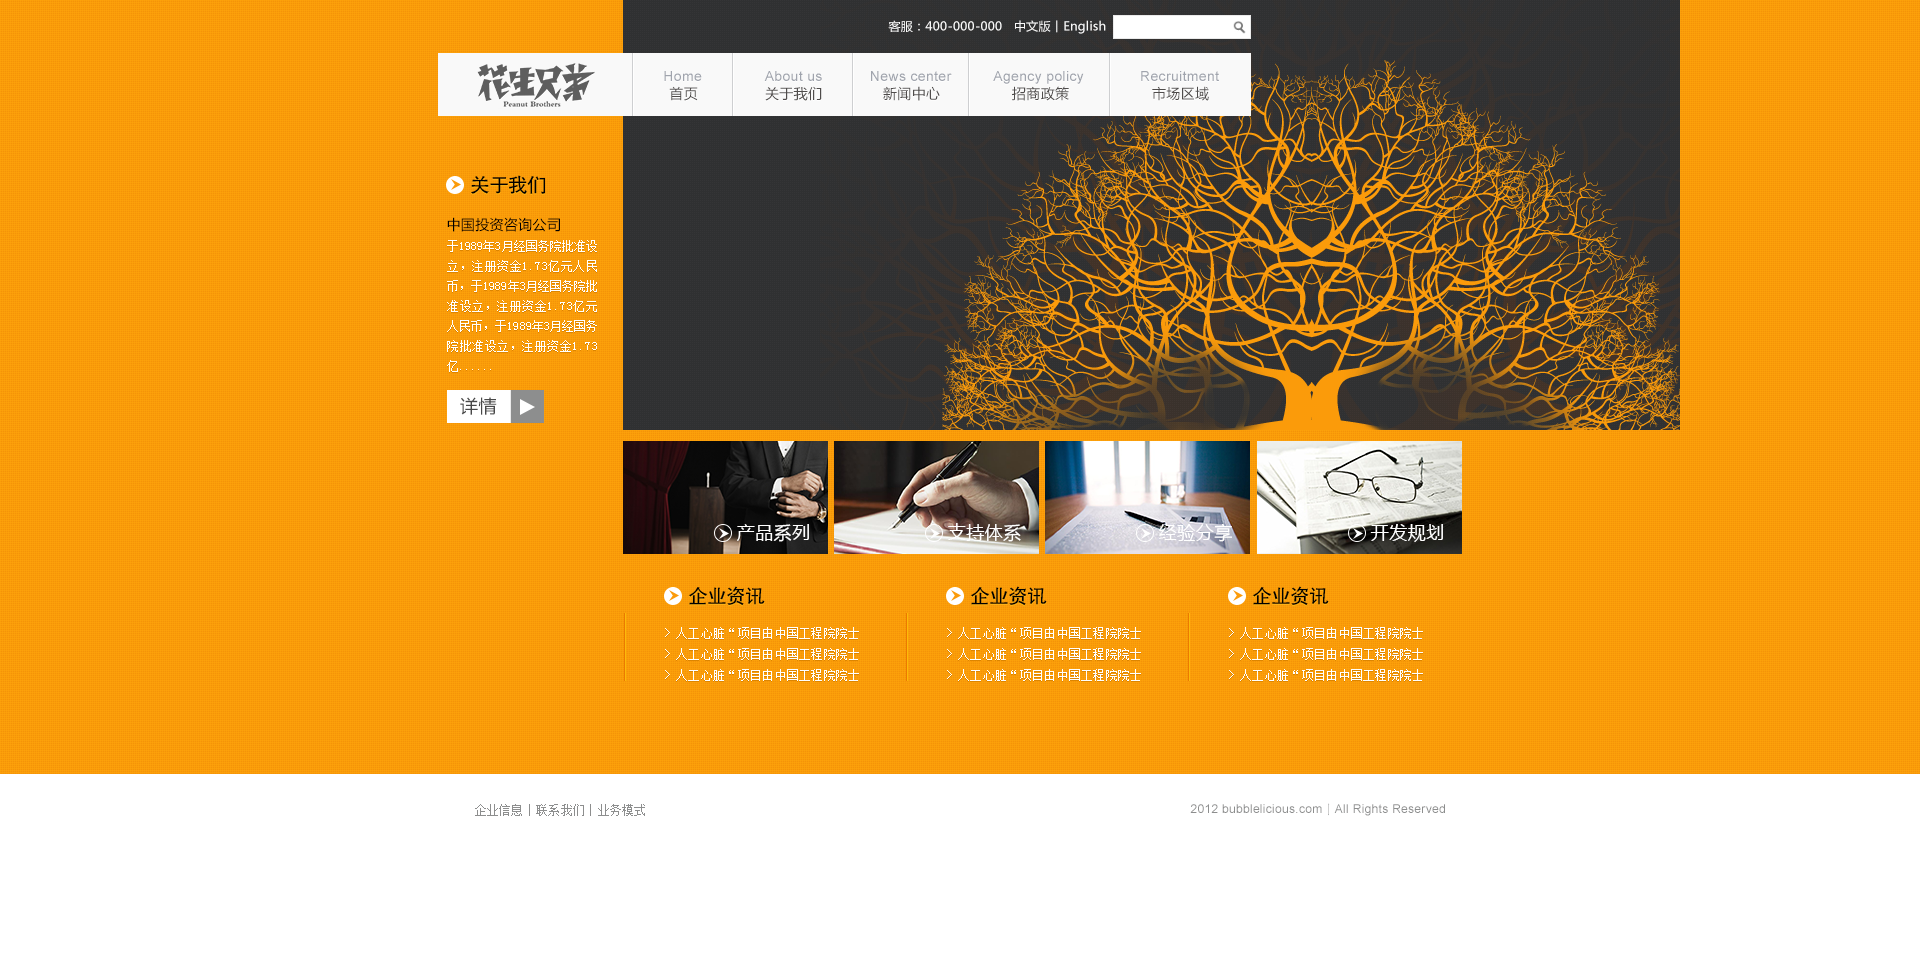 客服：400-000-000 中文版 | English
花生兄弟
Peanut Brothers
Home
首页
About us
关于我们
News center
新闻中心
Agency policy
招商政策
Recruitment
市场区域
关于我们
中国投资咨询公司
于1989年3月经国务院批准设
立，注册资金1.73亿元人民
币，于1989年3月经国务院批
准设立，注册资金1.73亿元
人民币，于1989年3月经国务
院批准设立，注册资金1.73
亿......
详情
产品系列
支持体系
经验分享
开发规划
企业资讯
人工心脏“项目由中国工程院院士
人工心脏“项目由中国工程院院士
人工心脏“项目由中国工程院院士
企业资讯
人工心脏“项目由中国工程院院士
人工心脏“项目由中国工程院院士
人工心脏“项目由中国工程院院士
企业资讯
人工心脏“项目由中国工程院院士
人工心脏“项目由中国工程院院士
人工心脏“项目由中国工程院院士
企业信息 | 联系我们 | 业务模式
2012 bubblelicious.com | All Rights Reserved